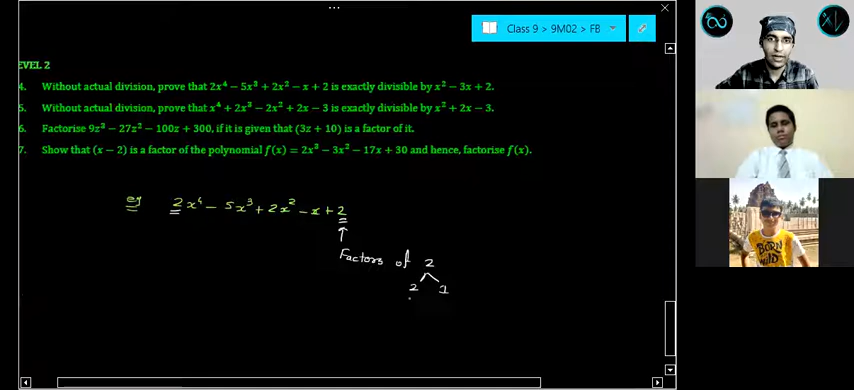 Class 9 > 9M02 > FB
EVEL 2
4. Without actual division, prove that 2x⁴ − 5x³ + 2x² − x + 2 is exactly divisible by x² − 3x + 2.
5. Without actual division, prove that x⁴ + 2x³ − 2x² + 2x − 3 is exactly divisible by x² + 2x − 3.
6. Factorise 9z³ − 27z² − 100z + 300, if it is given that (3z + 10) is a factor of it.
7. Show that (x − 2) is a factor of the polynomial f(x) = 2x³ − 3x² − 17x + 30 and hence, factorise f(x).
eg 2x⁴ − 5x³ + 2x² − x + 2
Factors of 2
2 1
BORN
WILD